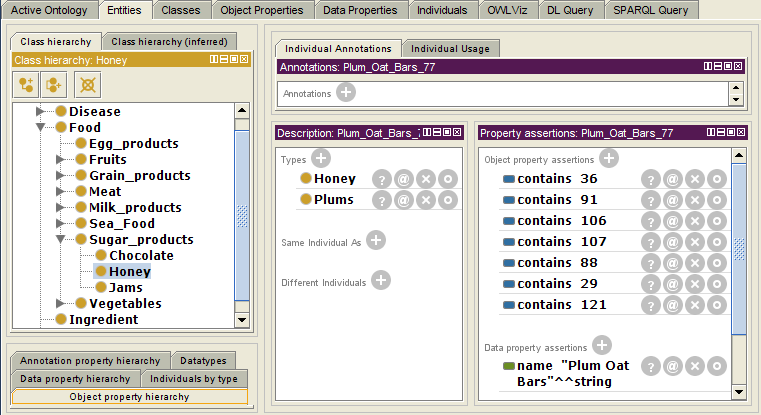 Active Ontology Entities Classes Object Properties Data Properties Individuals OWLViz DL Query SPARQL Query
Class hierarchy Class hierarchy (inferred)
Class hierarchy: Honey
Disease
Food
Egg_products
Fruits
Grain_products
Meat
Milk_products
Sea_Food
Sugar_products
Chocolate
Honey
Jams
Vegetables
Ingredient
Annotation property hierarchy Datatypes
Data property hierarchy Individuals by type
Object property hierarchy
Individual Annotations Individual Usage
Annotations: Plum_Oat_Bars_77
Annotations
Description: Plum_Oat_Bars_
Types
Honey
Plums
Same Individual As
Different Individuals
Property assertions: Plum_Oat_Bars_77
Object property assertions
contains 36
contains 91
contains 106
contains 107
contains 88
contains 29
contains 121
Data property assertions
name "Plum Oat
Bars"^^string